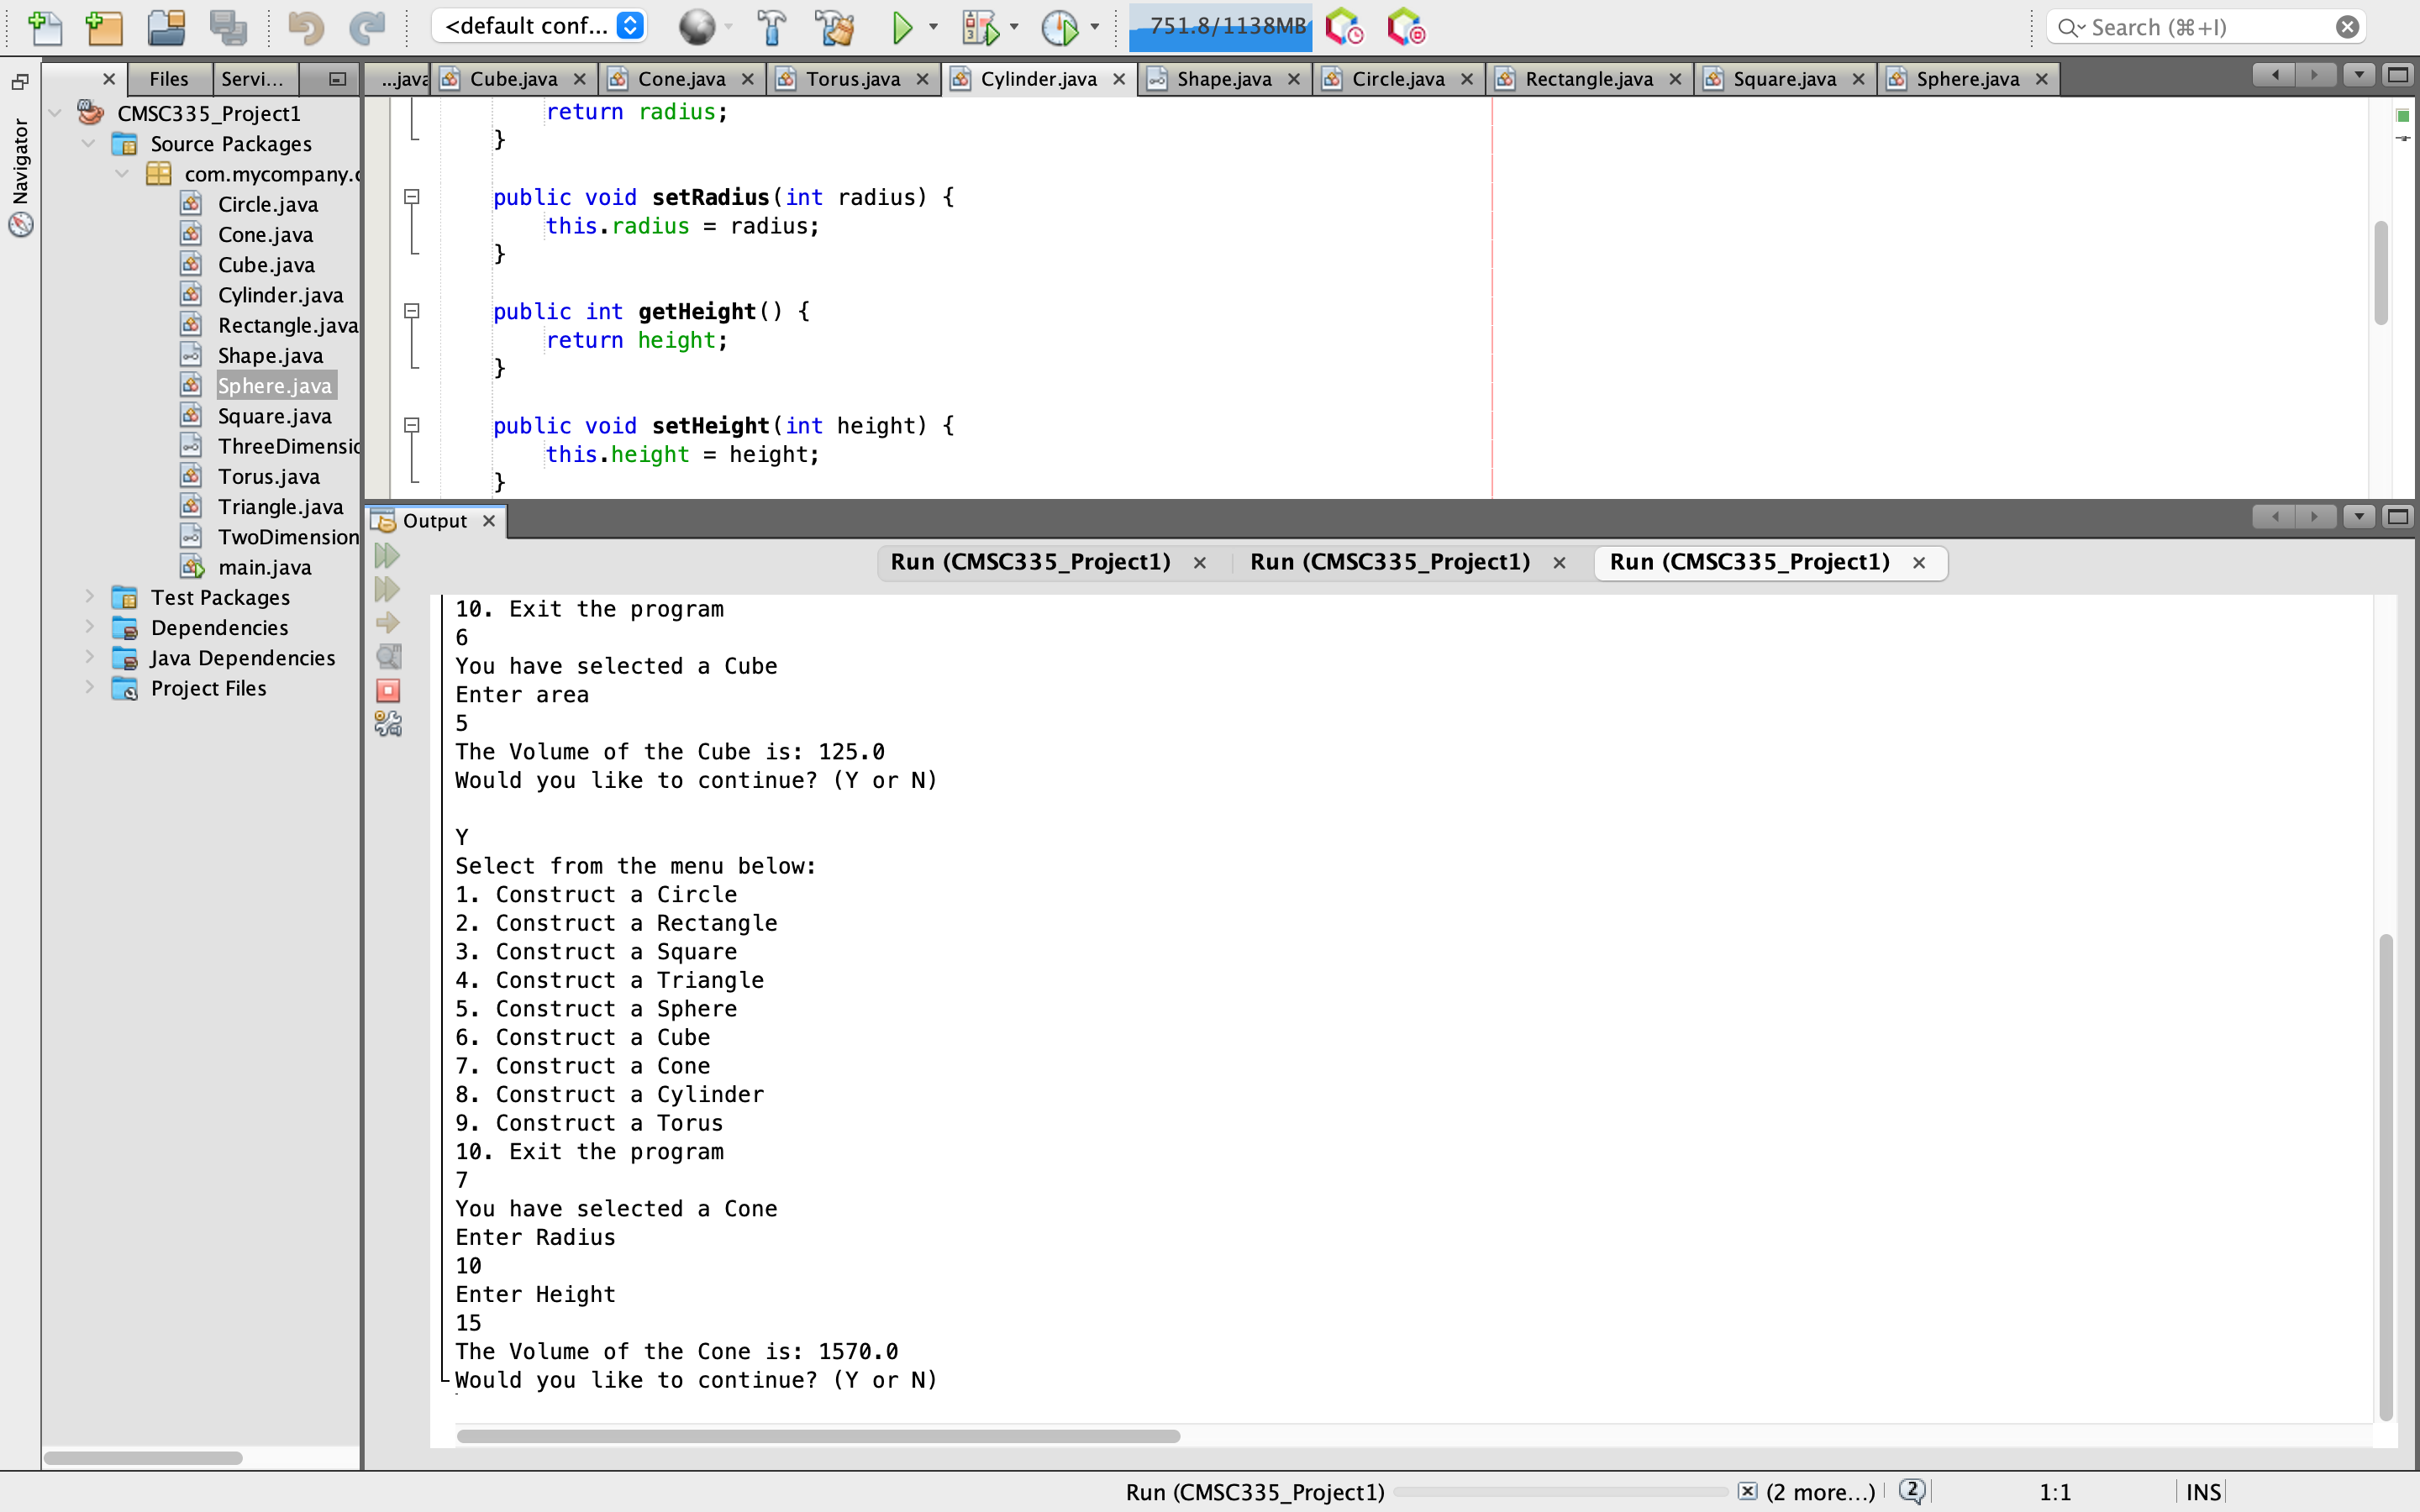 <default conf...
751.8/1138MB
Search (⌘+I)
Files
Servi...
...java
Cube.java
Cone.java
Torus.java
Cylinder.java
Shape.java
Circle.java
Rectangle.java
Square.java
Sphere.java
Navigator
CMSC335_Project1
Source Packages
com.mycompany.c
Circle.java
Cone.java
Cube.java
Cylinder.java
Rectangle.java
Shape.java
Sphere.java
Square.java
ThreeDimensio
Torus.java
Triangle.java
TwoDimension
main.java
Test Packages
Dependencies
Java Dependencies
Project Files
return radius;
}
public void setRadius(int radius) {
this.radius = radius;
}
public int getHeight() {
return height;
}
public void setHeight(int height) {
this.height = height;
}
Output
Run (CMSC335_Project1)
Run (CMSC335_Project1)
Run (CMSC335_Project1)
10. Exit the program
6
You have selected a Cube
Enter area
5
The Volume of the Cube is: 125.0
Would you like to continue? (Y or N)
Y
Select from the menu below:
1. Construct a Circle
2. Construct a Rectangle
3. Construct a Square
4. Construct a Triangle
5. Construct a Sphere
6. Construct a Cube
7. Construct a Cone
8. Construct a Cylinder
9. Construct a Torus
10. Exit the program
7
You have selected a Cone
Enter Radius
10
Enter Height
15
The Volume of the Cone is: 1570.0
Would you like to continue? (Y or N)
Run (CMSC335_Project1)
(2 more...)
2
1:1
INS